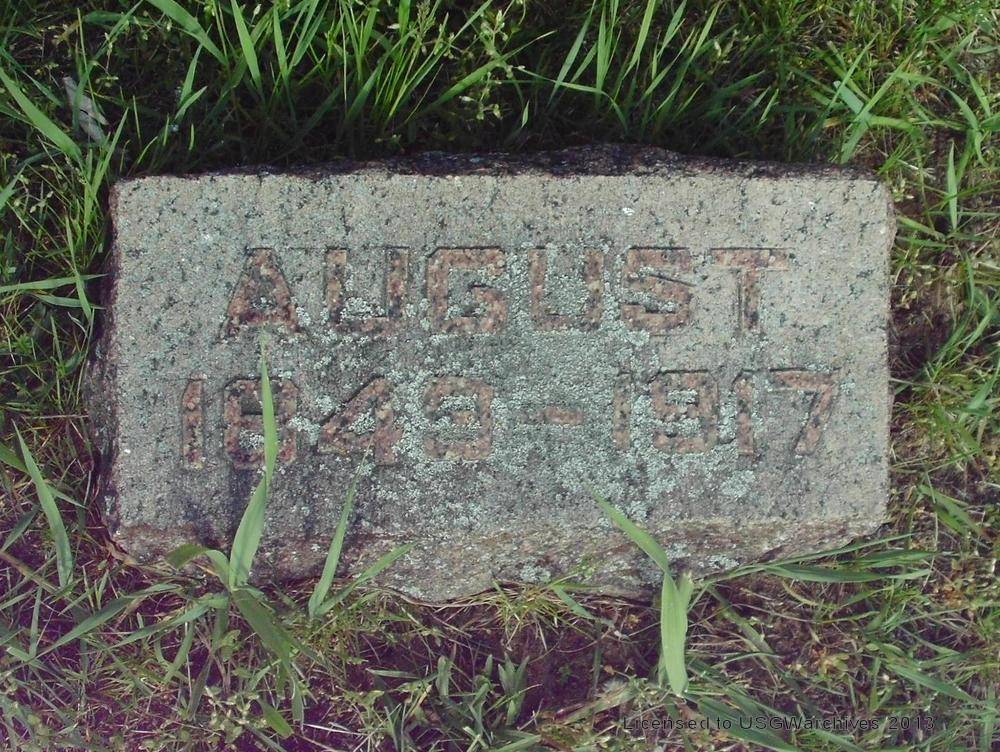 AUGUST
1849-1917
Licensed to USGWarchives 2013